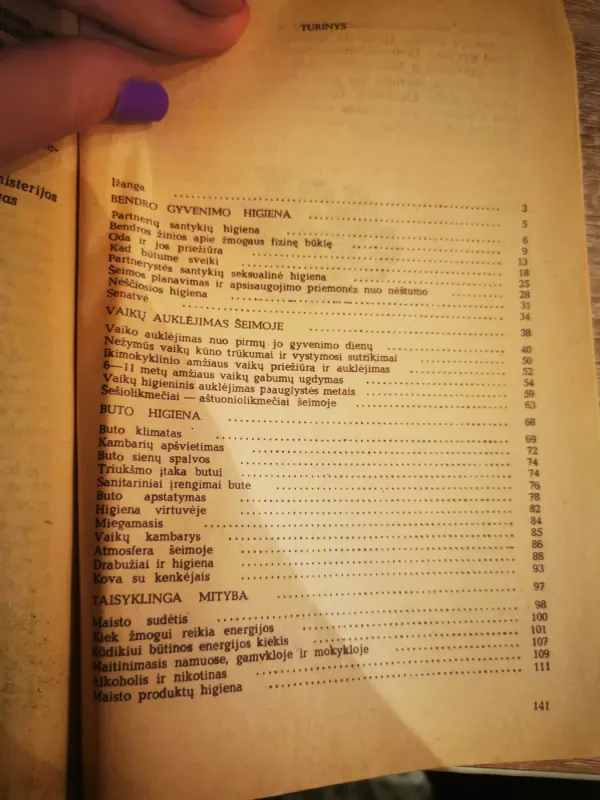 nisterijos
TURINYS
Įžanga 3
BENDRO GYVENIMO HIGIENA 5
Partnerių santykių higiena 6
Bendros žinios apie žmogaus fizinę būklę 9
Oda ir jos priežiūra 13
Kad būtume sveiki 18
Partnerystės santykių seksualinė higiena 25
Šeimos planavimas ir apsisaugojimo priemonės nuo nėštumo 28
Nėščiosios higiena 31
Senatvė 34
VAIKŲ AUKLĖJIMAS ŠEIMOJE 38
Vaiko auklėjimas nuo pirmų jo gyvenimo dienų 40
Nežymūs vaikų kūno trūkumai ir vystymosi sutrikimai 50
Ikimokyklinio amžiaus vaikų priežiūra ir auklėjimas 52
6—11 metų amžiaus vaikų gabumų ugdymas 54
Vaikų higieninis auklėjimas paauglystės metais 59
Šešiolikmečiai — aštuoniolikmečiai šeimoje 63
BUTO HIGIENA 68
Buto klimatas 69
Kambarių apšvietimas 72
Buto sienų spalvos 74
Triukšmo įtaka butui 74
Sanitariniai įrengimai bute 76
Buto apstatymas 78
Higiena virtuvėje 82
Miegamasis 84
Vaikų kambarys 85
Atmosfera šeimoje 86
Drabužiai ir higiena 88
Kova su kenkėjais 93
TAISYKLINGA MITYBA 97
Maisto sudėtis 98
Kiek žmogui reikia energijos 100
Kūdikiui būtinos energijos kiekis 101
Maitinimasis namuose, gamykloje ir mokykloje 107
Alkoholis ir nikotinas 109
Maisto produktų higiena 111
141